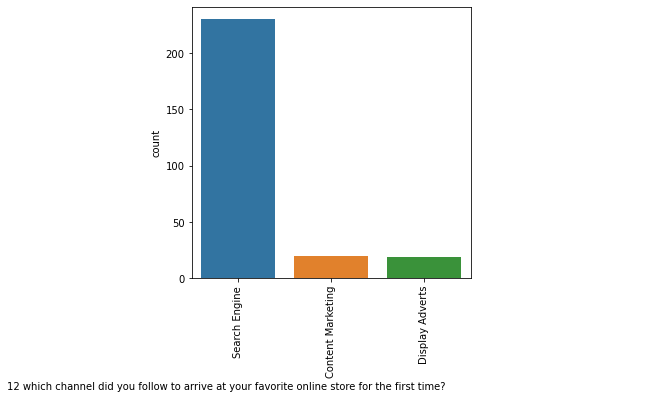 200
150
100
50
0
count
Search Engine
Content Marketing
Display Adverts
12 which channel did you follow to arrive at your favorite online store for the first time?